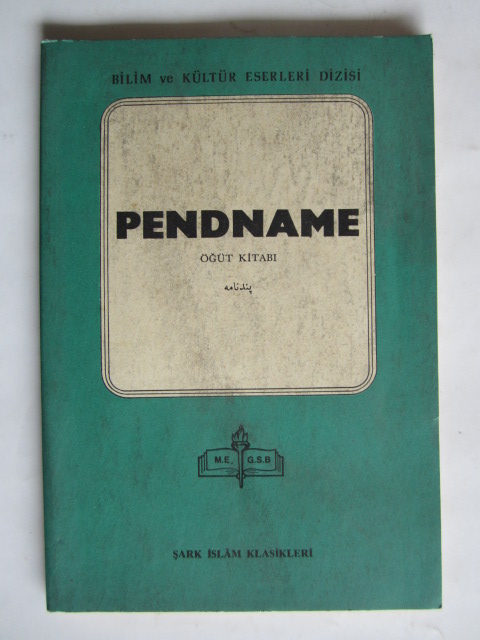 BİLİM ve KÜLTÜR ESERLERİ DİZİSİ
PENDNAME
ÖĞÜT KİTABI
پندنامه
M.E. G.S.B
ŞARK İSLÂM KLASİKLERİ